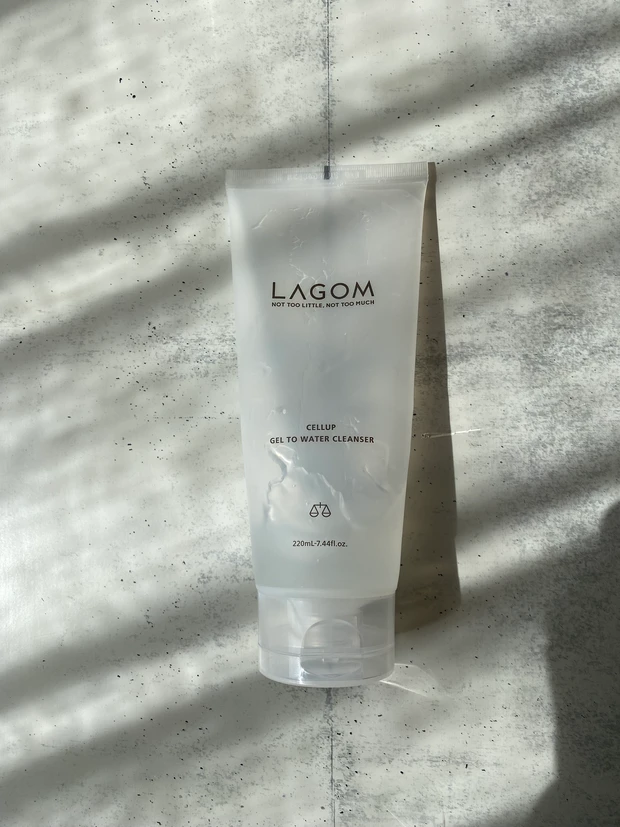 LAGOM
NOT TOO LITTLE, NOT TOO MUCH
CELLUP
GEL TO WATER CLEANSER
220mL-7.44fl.oz.